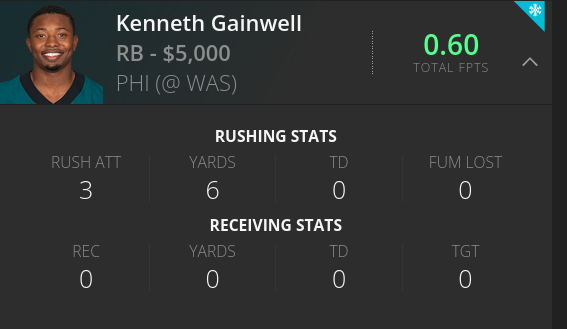 Kenneth Gainwell
RB - $5,000
PHI (@ WAS)
0.60
TOTAL FPTS
RUSHING STATS
RUSH ATT YARDS TD FUM LOST
3 6 0 0
RECEIVING STATS
REC YARDS TD TGT
0 0 0 0